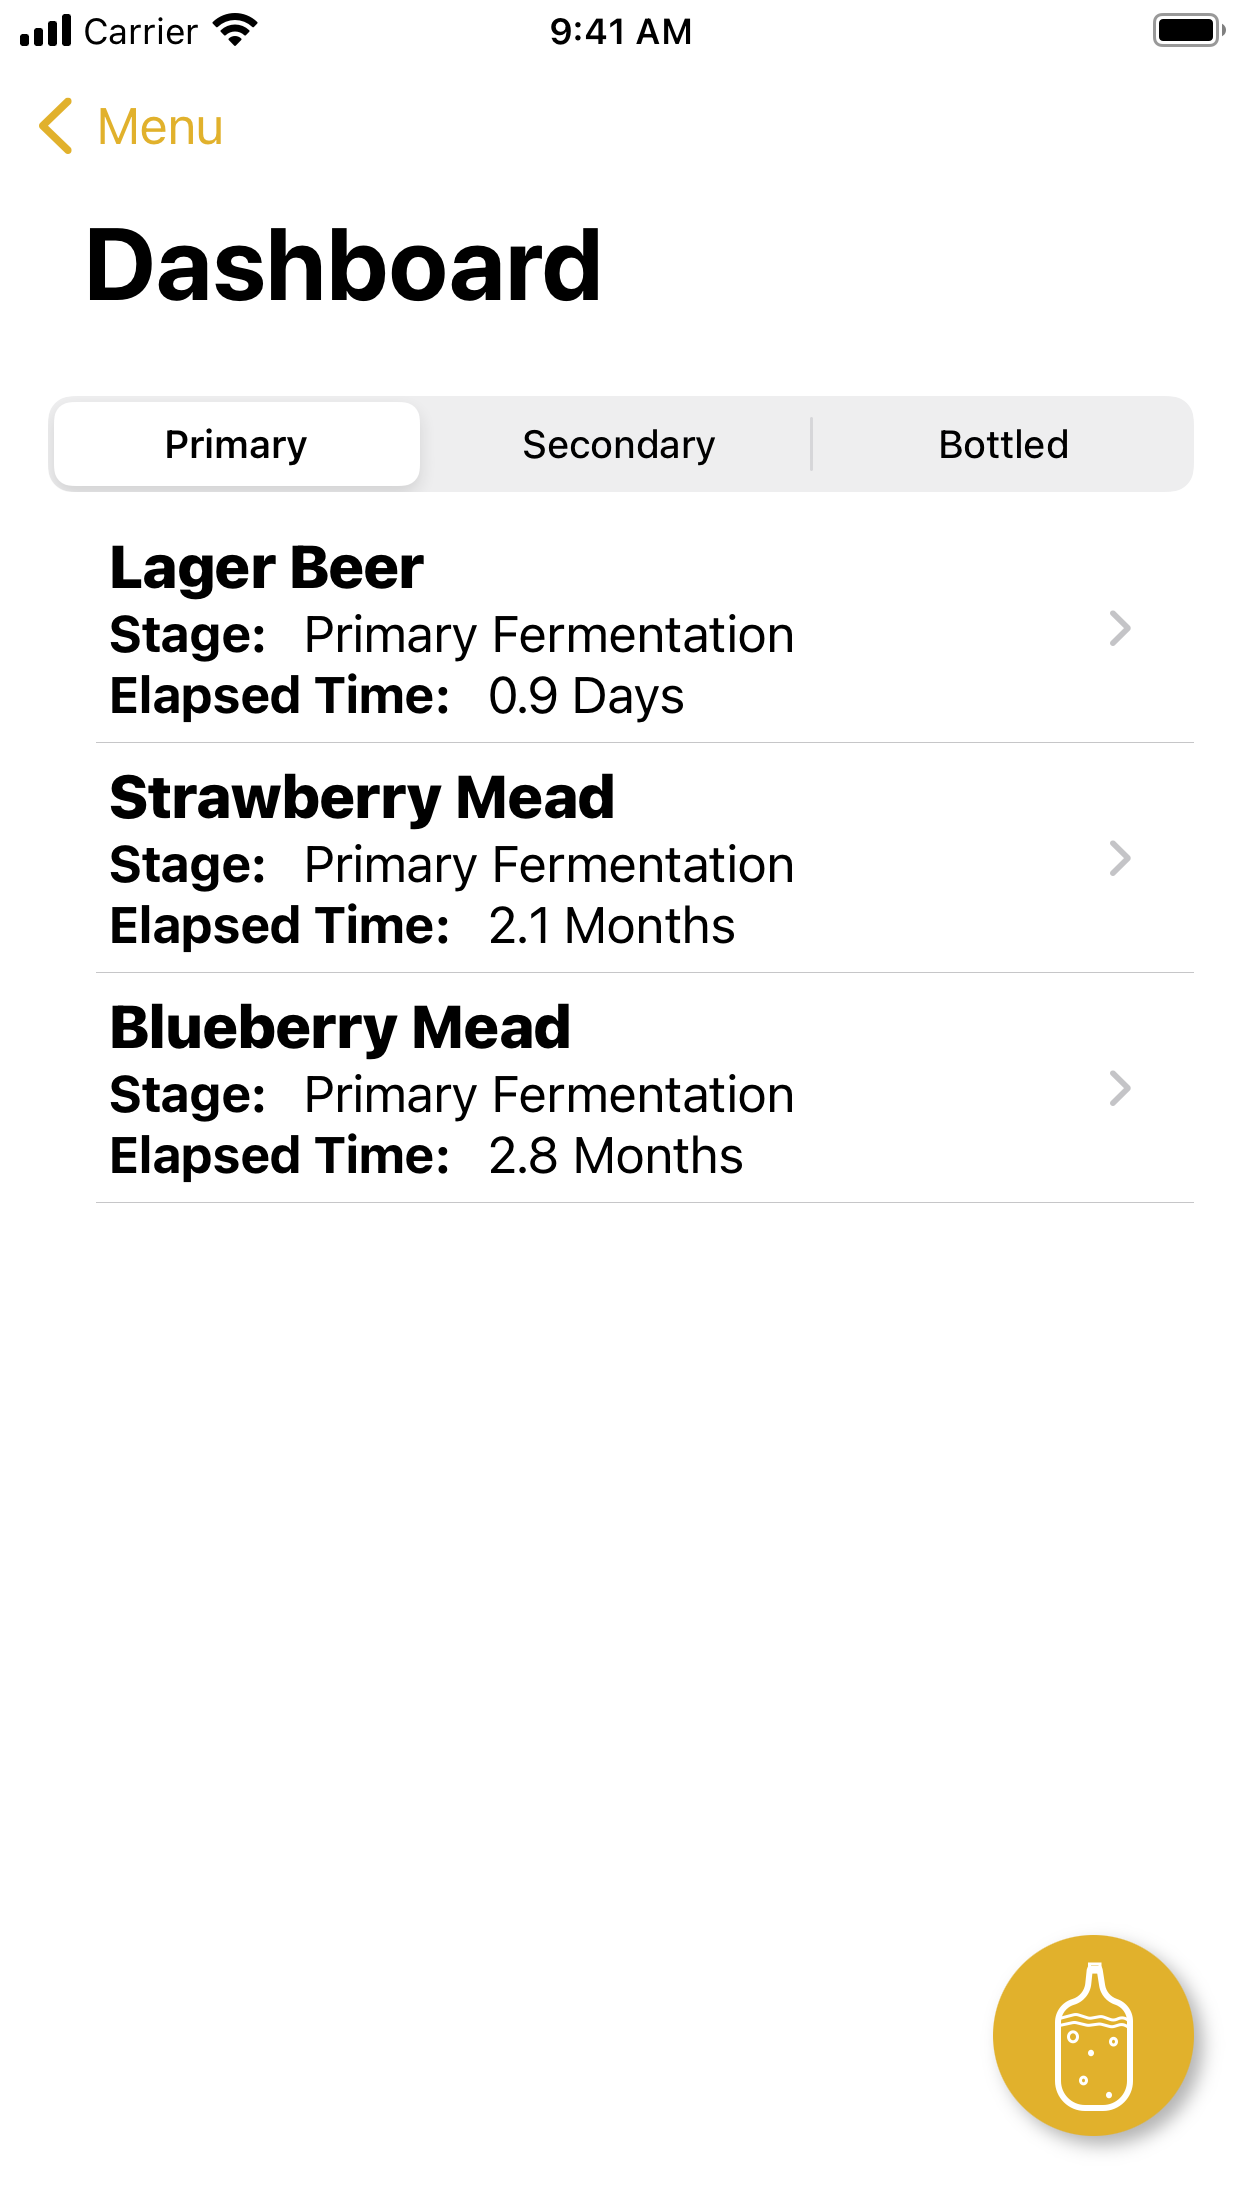 Carrier 9:41 AM
Menu
Dashboard
Primary Secondary Bottled
Lager Beer
Stage: Primary Fermentation
Elapsed Time: 0.9 Days
Strawberry Mead
Stage: Primary Fermentation
Elapsed Time: 2.1 Months
Blueberry Mead
Stage: Primary Fermentation
Elapsed Time: 2.8 Months